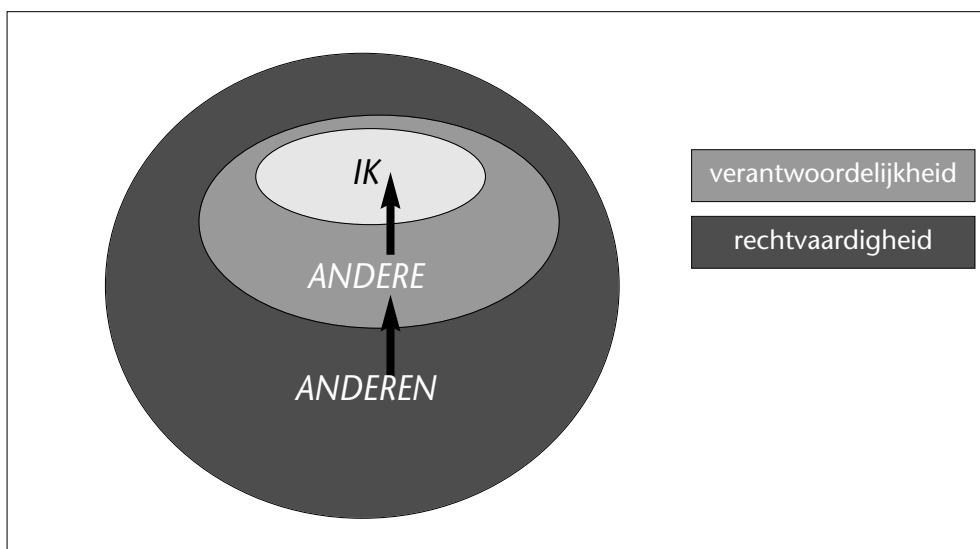 IK
ANDERE
ANDEREN
verantwoordelijkheid
rechtvaardigheid